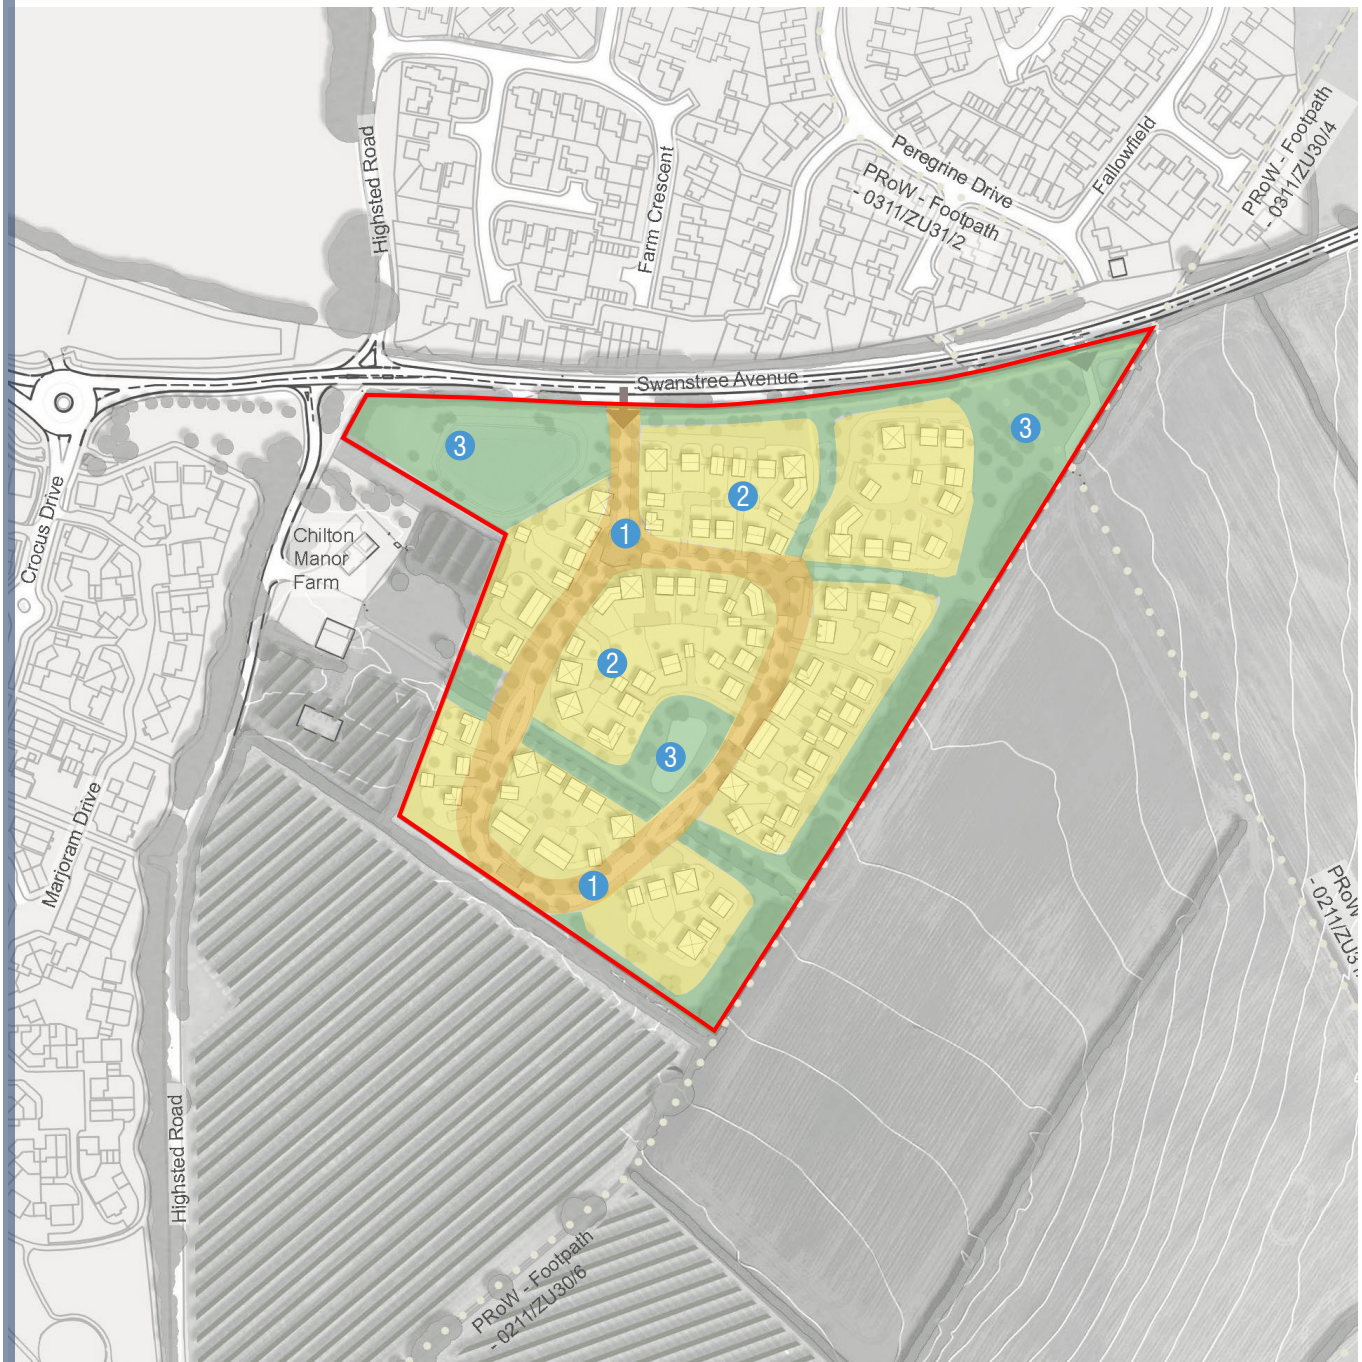 Highsted Road
Farm Crescent
Peregrine Drive
PRoW - Footpath
- 0311/ZU31/2
Fallowfield
PRoW - Footpath
- 0311/ZU30/4
Swanstree Avenue
3
3
2
1
Crocus Drive
Chilton
Manor
Farm
2
3
1
Marjoram Drive
PRoW
Highsted Road
PRoW - Footpath
- 0211/ZU30/6